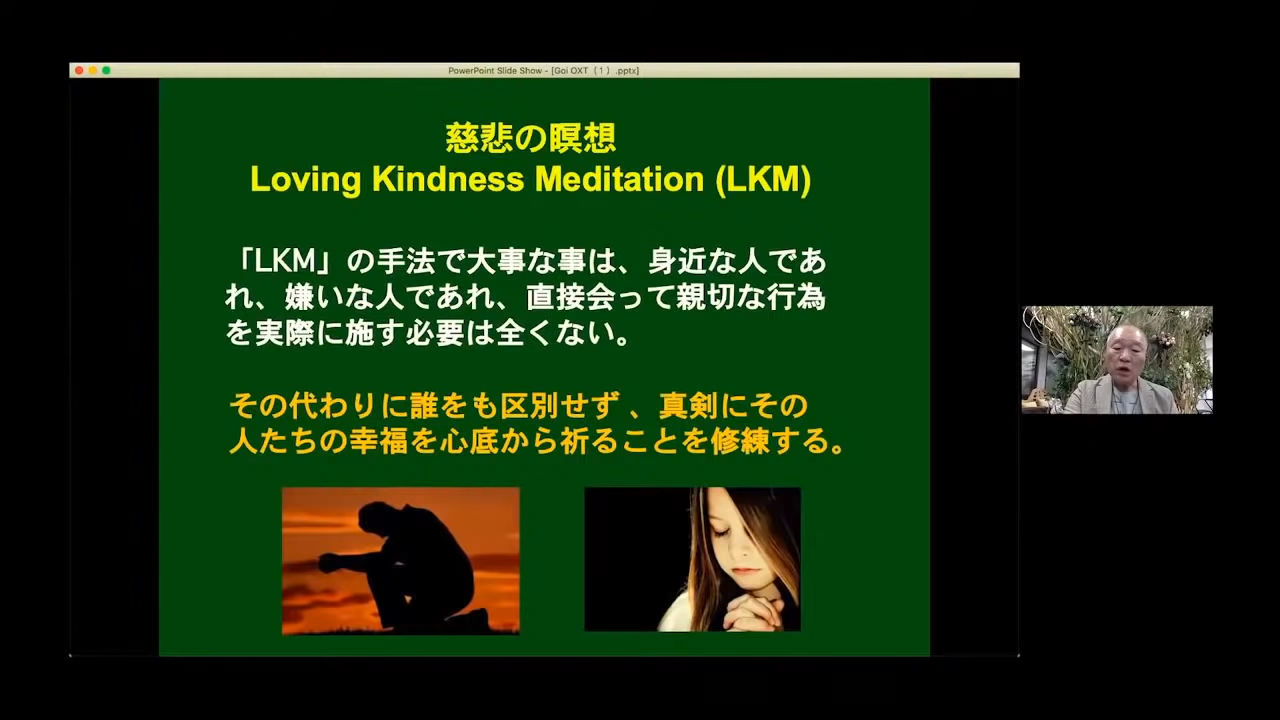 PowerPoint Slide Show - [Goi OXT（1）.pptx]
慈悲の瞑想
Loving Kindness Meditation (LKM)
「LKM」の手法で大事な事は、身近な人であ
れ、嫌いな人であれ、直接会って親切な行為
を実際に施す必要は全くない。
その代わりに誰をも区別せず 、真剣にその
人たちの幸福を心底から祈ることを修練する。